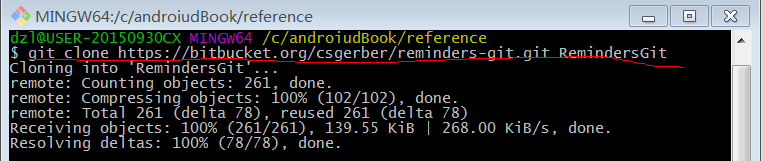 MINGW64:/c/androiudBook/reference
dzl@USER-20150930CX MINGW64 /c/androiudBook/reference
$ git clone https://bitbucket.org/csgerber/reminders-git.git RemindersGit
Cloning into 'RemindersGit'...
remote: Counting objects: 261, done.
remote: Compressing objects: 100% (102/102), done.
remote: Total 261 (delta 78), reused 261 (delta 78)
Receiving objects: 100% (261/261), 139.55 KiB | 268.00 KiB/s, done.
Resolving deltas: 100% (78/78), done.